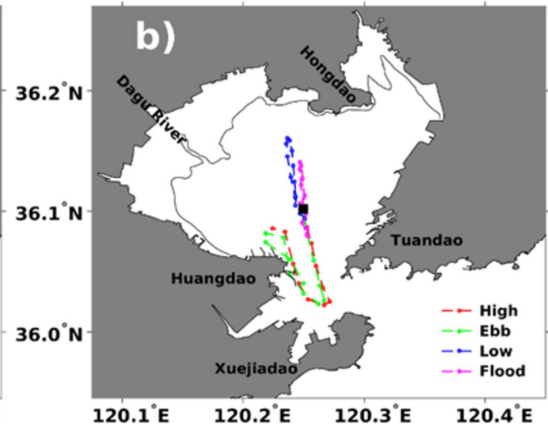 b)
Hongdao
Dagu River
36.2°N
36.1°N
36.0°N
Tuandao
Huangdao
Xuejiadao
High
Ebb
Low
Flood
120.1°E
120.2°E
120.3°E
120.4°E